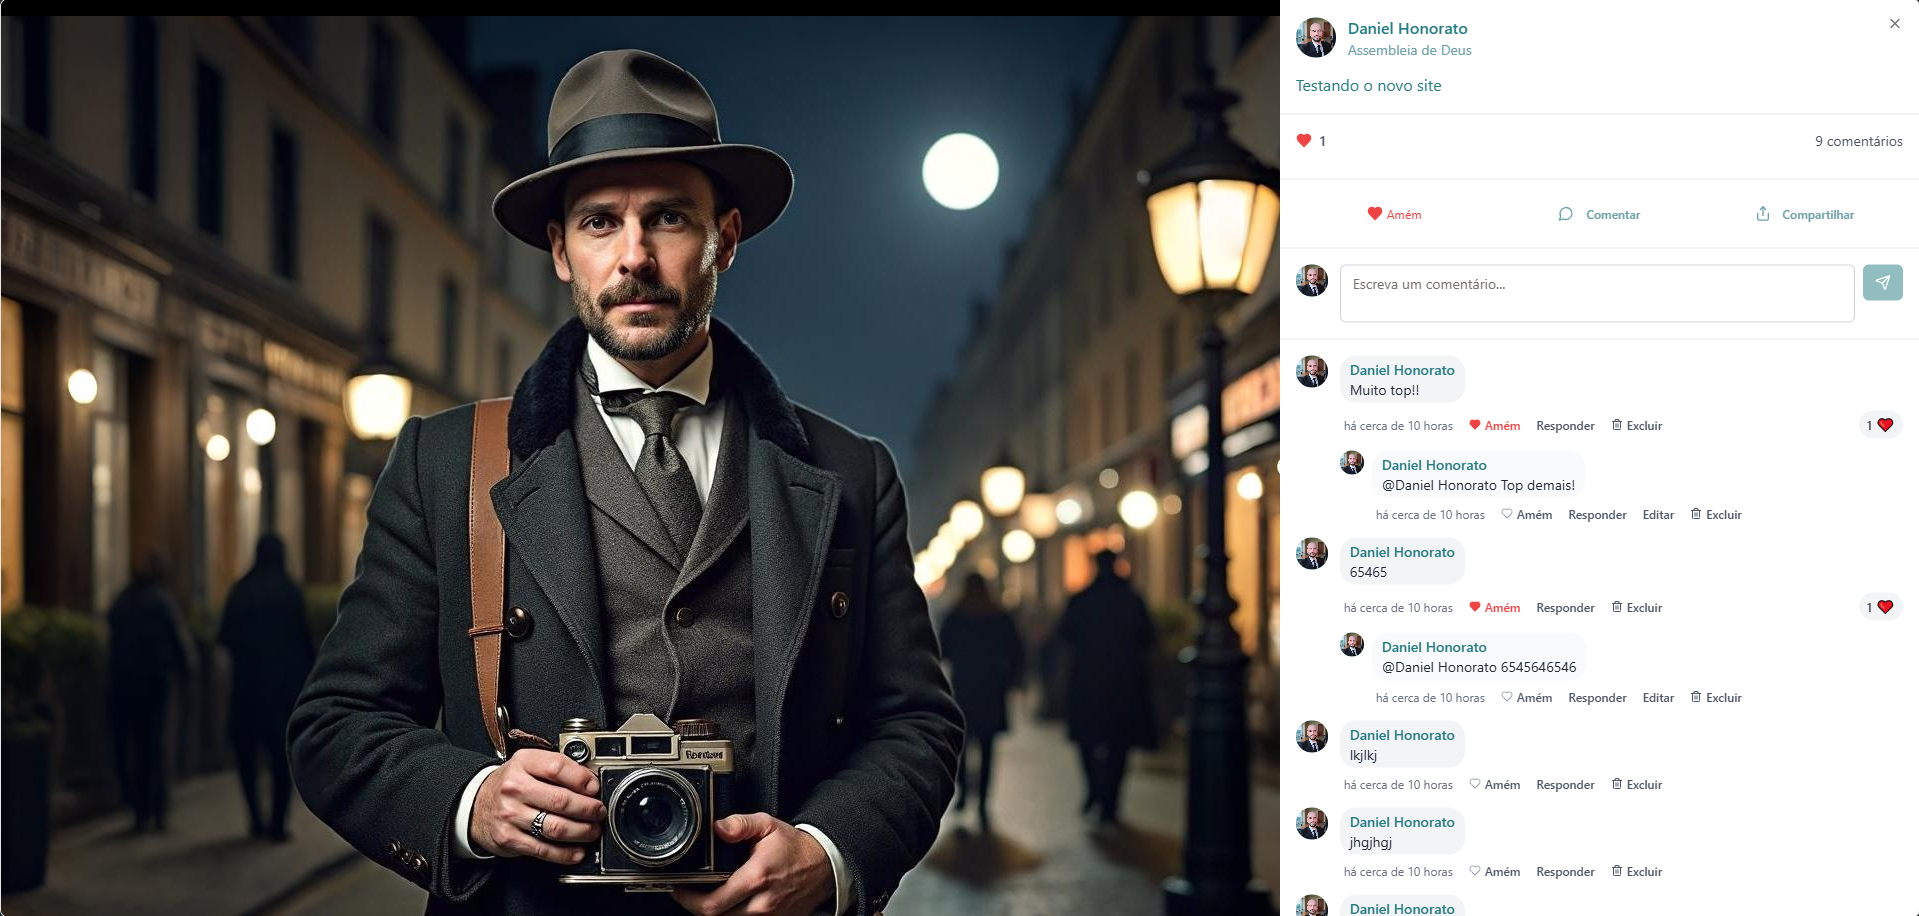 Daniel Honorato
Assembleia de Deus
Testando o novo site
1
9 comentários
Amém
Comentar
Compartilhar
Escreva um comentário...
Daniel Honorato
Muito top!!
há cerca de 10 horas Amém Responder Excluir
1
Daniel Honorato
@Daniel Honorato Top demais!
há cerca de 10 horas Amém Responder Editar Excluir
Daniel Honorato
65465
há cerca de 10 horas Amém Responder Excluir
1
Daniel Honorato
@Daniel Honorato 6545646546
há cerca de 10 horas Amém Responder Editar Excluir
Daniel Honorato
lkjlkj
há cerca de 10 horas Amém Responder Excluir
Daniel Honorato
jhgjhgj
há cerca de 10 horas Amém Responder Excluir
Daniel Honorato